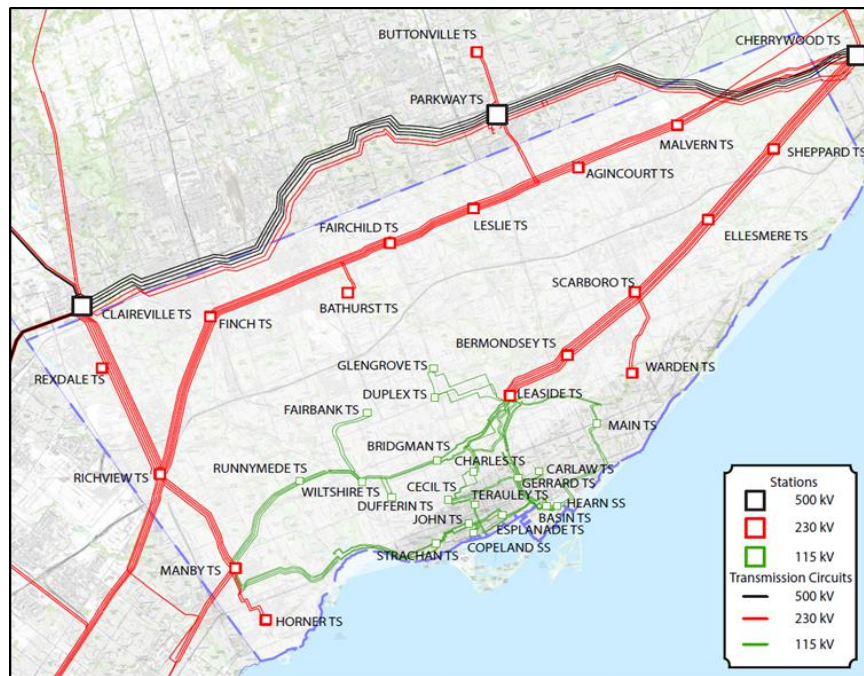 BUTTONVILLE TS
CHERRYWOOD TS
PARKWAY TS
MALVERN TS
SHEPPARD TS
AGINCOURT TS
LESLIE TS
FAIRCHILD TS
ELLESMERE TS
SCARBORO TS
BATHURST TS
CLAIREVILLE TS
FINCH TS
BERMONDSEY TS
GLENGROVE TS
WARDEN TS
REXDALE TS
DUPLEX TS
LEASIDE TS
FAIRBANK TS
MAIN TS
BRIDGMAN TS
CHARLES TS
CARLAW TS
RICHVIEW TS
RUNNYMEDE TS
WILTSHIRE TS
CECIL TS
GERRARD TS
DUFFERIN TS
TERAULEY TS
HEARN SS
JOHN TS
BASIN TS
ESPLANADE TS
STRACHAN TS
COPELAND SS
MANBY TS
HORNER TS
Stations
500 kV
230 kV
115 kV
Transmission Circuits
500 kV
230 kV
115 kV